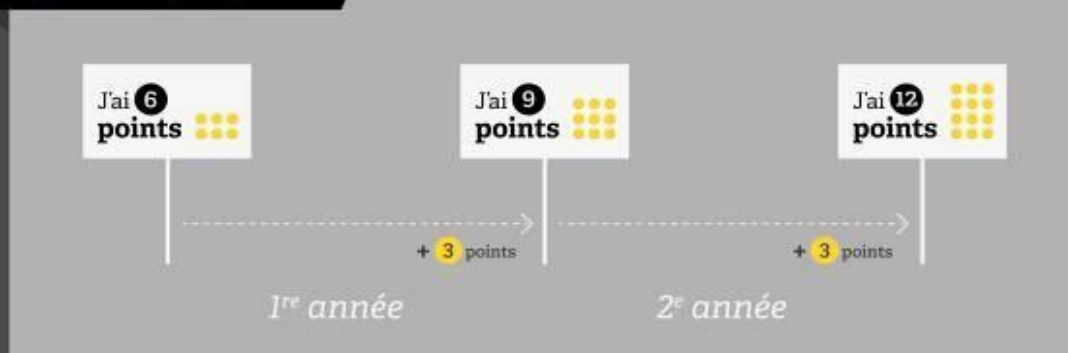 J'ai 6
points
J'ai 9
points
J'ai 12
points
+ 3 points
+ 3 points
1re année
2e année